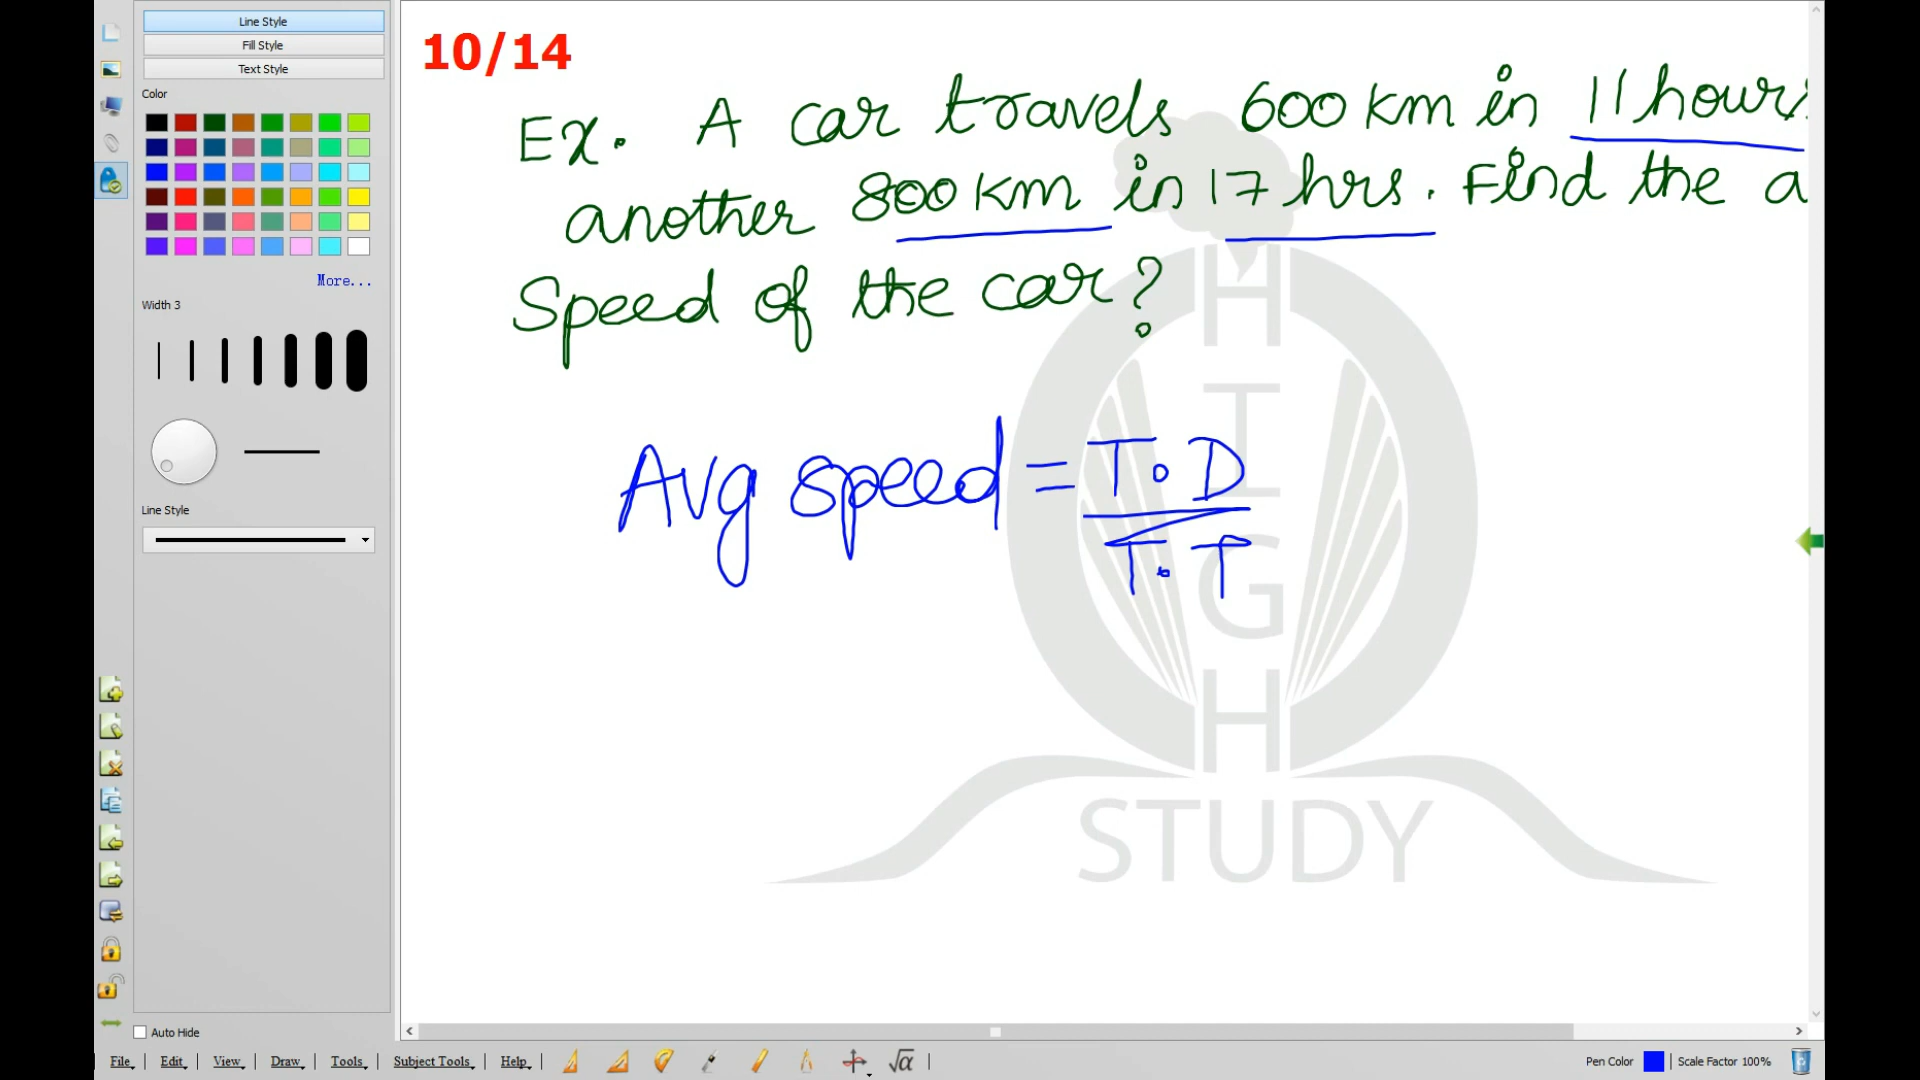 Line Style
Fill Style
Text Style
Color
More...
Width 3
Line Style
Auto Hide
10/14
Ex. A car travels 600 km in 11 hours
another 800 km in 17 hrs. Find the a
Speed of the car?
Avg speed = T.D
T.T
HIGH
STUDY
File Edit View Draw Tools Subject Tools Help
√α
Pen Color Scale Factor 100%